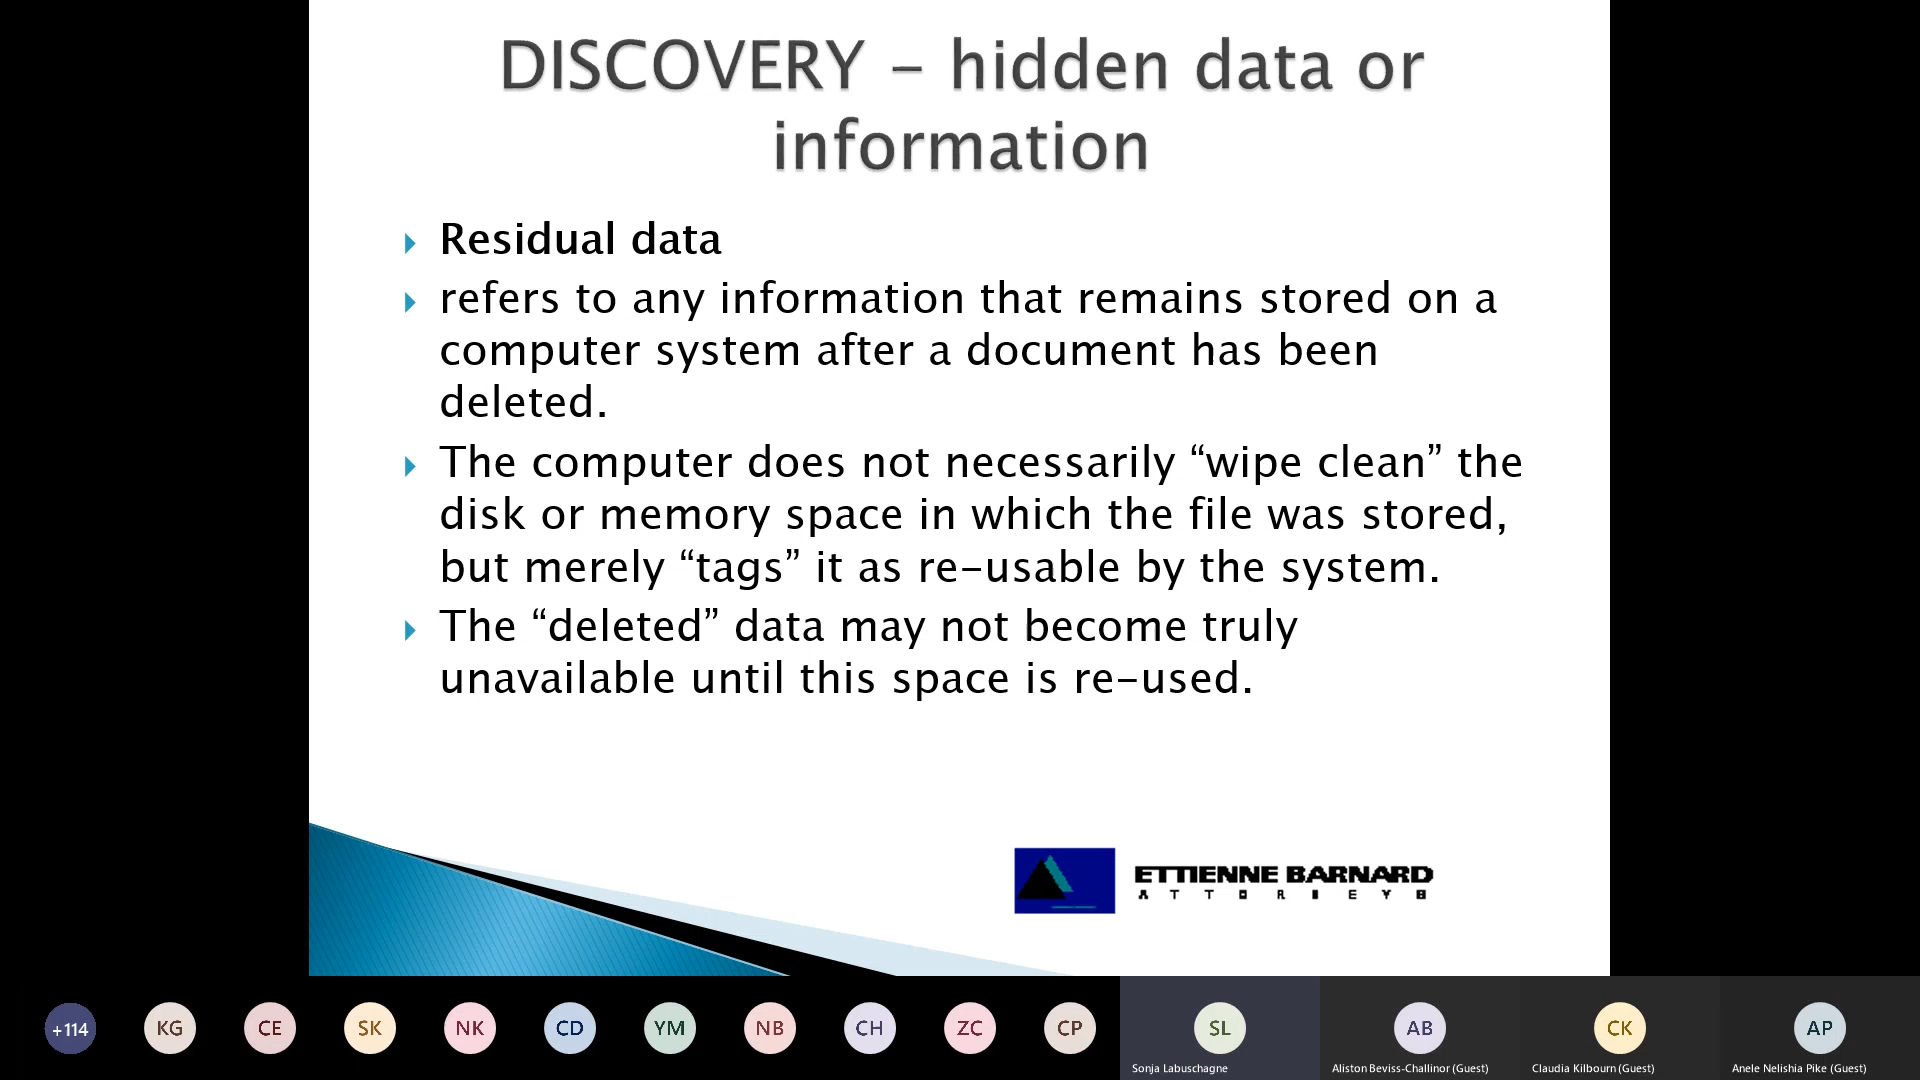 DISCOVERY – hidden data or
information
Residual data
refers to any information that remains stored on a
computer system after a document has been
deleted.
The computer does not necessarily “wipe clean” the
disk or memory space in which the file was stored,
but merely “tags” it as re-usable by the system.
The “deleted” data may not become truly
unavailable until this space is re-used.
ETTIENNE BARNARD
ATTORNEYS
+114
KG
CE
SK
NK
CD
YM
NB
CH
ZC
CP
SL
AB
CK
AP
Sonja Labuschagne
Aliston Beviss-Challinor (Guest)
Claudia Kilbourn (Guest)
Anele Nelishia Pike (Guest)